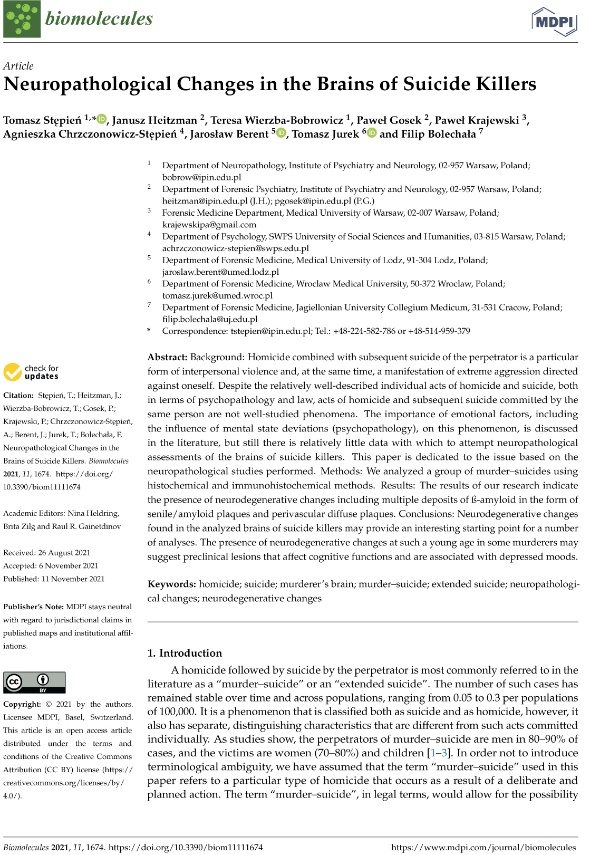 biomolecules
MDPI
Article
Neuropathological Changes in the Brains of Suicide Killers
Tomasz Stępień 1,*, Janusz Heitzman 2, Teresa Wierzba-Bobrowicz 1, Paweł Gosek 2, Paweł Krajewski 3,
Agnieszka Chrzczonowicz-Stępień 4, Jarosław Berent 5, Tomasz Jurek 6 and Filip Bolechała 7
1 Department of Neuropathology, Institute of Psychiatry and Neurology, 02-957 Warsaw, Poland;
bobrow@ipin.edu.pl
2 Department of Forensic Psychiatry, Institute of Psychiatry and Neurology, 02-957 Warsaw, Poland;
heitzman@ipin.edu.pl (J.H.); pgosek@ipin.edu.pl (P.G.)
3 Forensic Medicine Department, Medical University of Warsaw, 02-007 Warsaw, Poland;
krajewskipa@gmail.com
4 Department of Psychology, SWPS University of Social Sciences and Humanities, 03-815 Warsaw, Poland;
achrzczonowicz-stepien@swps.edu.pl
5 Department of Forensic Medicine, Medical University of Lodz, 91-304 Lodz, Poland;
jaroslaw.berent@umed.lodz.pl
6 Department of Forensic Medicine, Wroclaw Medical University, 50-372 Wroclaw, Poland;
tomasz.jurek@umed.wroc.pl
7 Department of Forensic Medicine, Jagiellonian University Collegium Medicum, 31-531 Cracow, Poland;
filip.bolechala@uj.edu.pl
* Correspondence: tstepien@ipin.edu.pl; Tel.: +48-224-582-786 or +48-514-959-379
Abstract: Background: Homicide combined with subsequent suicide of the perpetrator is a particular
form of interpersonal violence and, at the same time, a manifestation of extreme aggression directed
against oneself. Despite the relatively well-described individual acts of homicide and suicide, both
in terms of psychopathology and law, acts of homicide and subsequent suicide committed by the
same person are not well-studied phenomena. The importance of emotional factors, including
the influence of mental state deviations (psychopathology), on this phenomenon, is discussed
in the literature, but still there is relatively little data with which to attempt neuropathological
assessments of the brains of suicide killers. This paper is dedicated to the issue based on the
neuropathological studies performed. Methods: We analyzed a group of murder–suicides using
histochemical and immunohistochemical methods. Results: The results of our research indicate
the presence of neurodegenerative changes including multiple deposits of ß-amyloid in the form of
senile/amyloid plaques and perivascular diffuse plaques. Conclusions: Neurodegenerative changes
found in the analyzed brains of suicide killers may provide an interesting starting point for a number
of analyses. The presence of neurodegenerative changes at such a young age in some murderers may
suggest preclinical lesions that affect cognitive functions and are associated with depressed moods.
Keywords: homicide; suicide; murderer's brain; murder–suicide; extended suicide; neuropathologi-
cal changes; neurodegenerative changes
check for
updates
Citation: Stępień, T.; Heitzman, J.;
Wierzba-Bobrowicz, T.; Gosek, P.;
Krajewski, P.; Chrzczonowicz-Stępień,
A.; Berent, J.; Jurek, T.; Bolechała, F.
Neuropathological Changes in the
Brains of Suicide Killers. Biomolecules
2021, 11, 1674. https://doi.org/
10.3390/biom11111674
Academic Editors: Nina Heldring,
Brita Zilg and Raul R. Gainetdinov
Received: 26 August 2021
Accepted: 6 November 2021
Published: 11 November 2021
Publisher's Note: MDPI stays neutral
with regard to jurisdictional claims in
published maps and institutional affil-
iations.
CC BY
Copyright: © 2021 by the authors.
Licensee MDPI, Basel, Switzerland.
This article is an open access article
distributed under the terms and
conditions of the Creative Commons
Attribution (CC BY) license (https://
creativecommons.org/licenses/by/
4.0/).
1. Introduction
A homicide followed by suicide by the perpetrator is most commonly referred to in the
literature as a “murder–suicide” or an “extended suicide”. The number of such cases has
remained stable over time and across populations, ranging from 0.05 to 0.3 per populations
of 100,000. It is a phenomenon that is classified both as suicide and as homicide, however, it
also has separate, distinguishing characteristics that are different from such acts committed
individually. As studies show, the perpetrators of murder–suicide are men in 80–90% of
cases, and the victims are women (70–80%) and children [1–3]. In order not to introduce
terminological ambiguity, we have assumed that the term “murder–suicide” used in this
paper refers to a particular type of homicide that occurs as a result of a deliberate and
planned action. The term “murder–suicide”, in legal terms, would allow for the possibility
Biomolecules 2021, 11, 1674. https://doi.org/10.3390/biom11111674
https://www.mdpi.com/journal/biomolecules